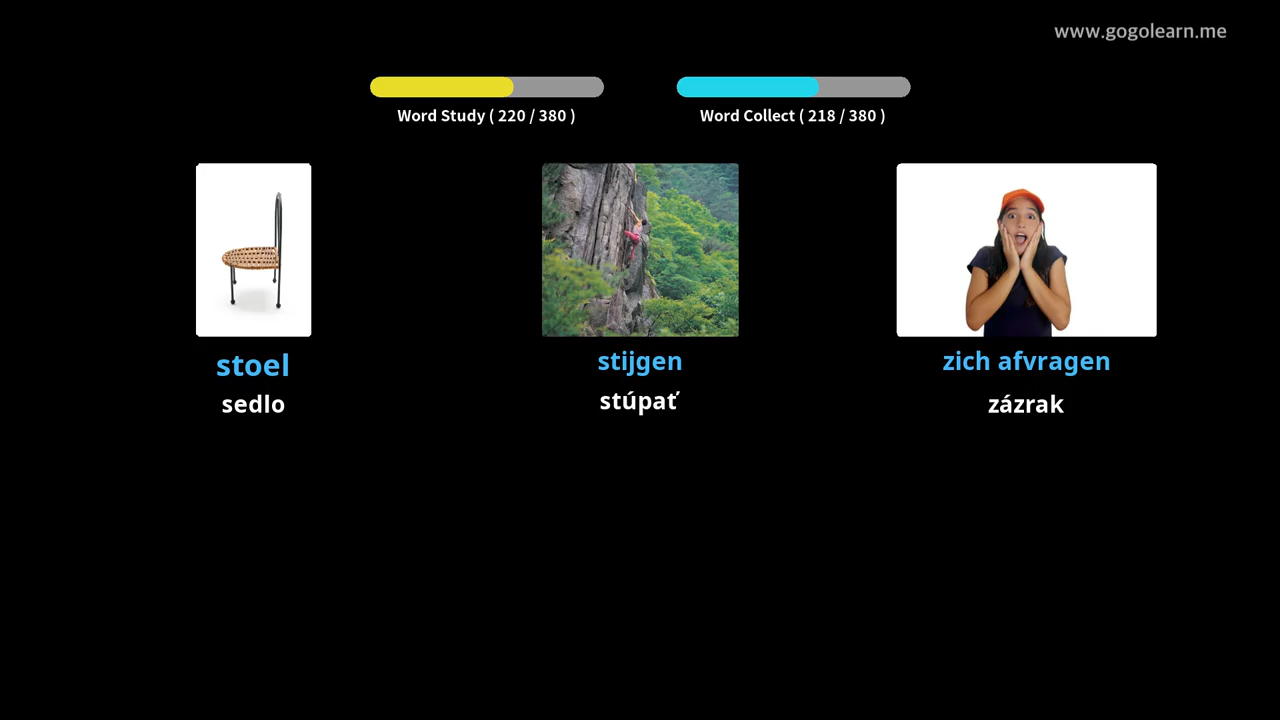 www.gogolearn.me
Word Study ( 220 / 380 )
Word Collect ( 218 / 380 )
stoel
stijgen
zich afvragen
sedlo
stúpať
zázrak